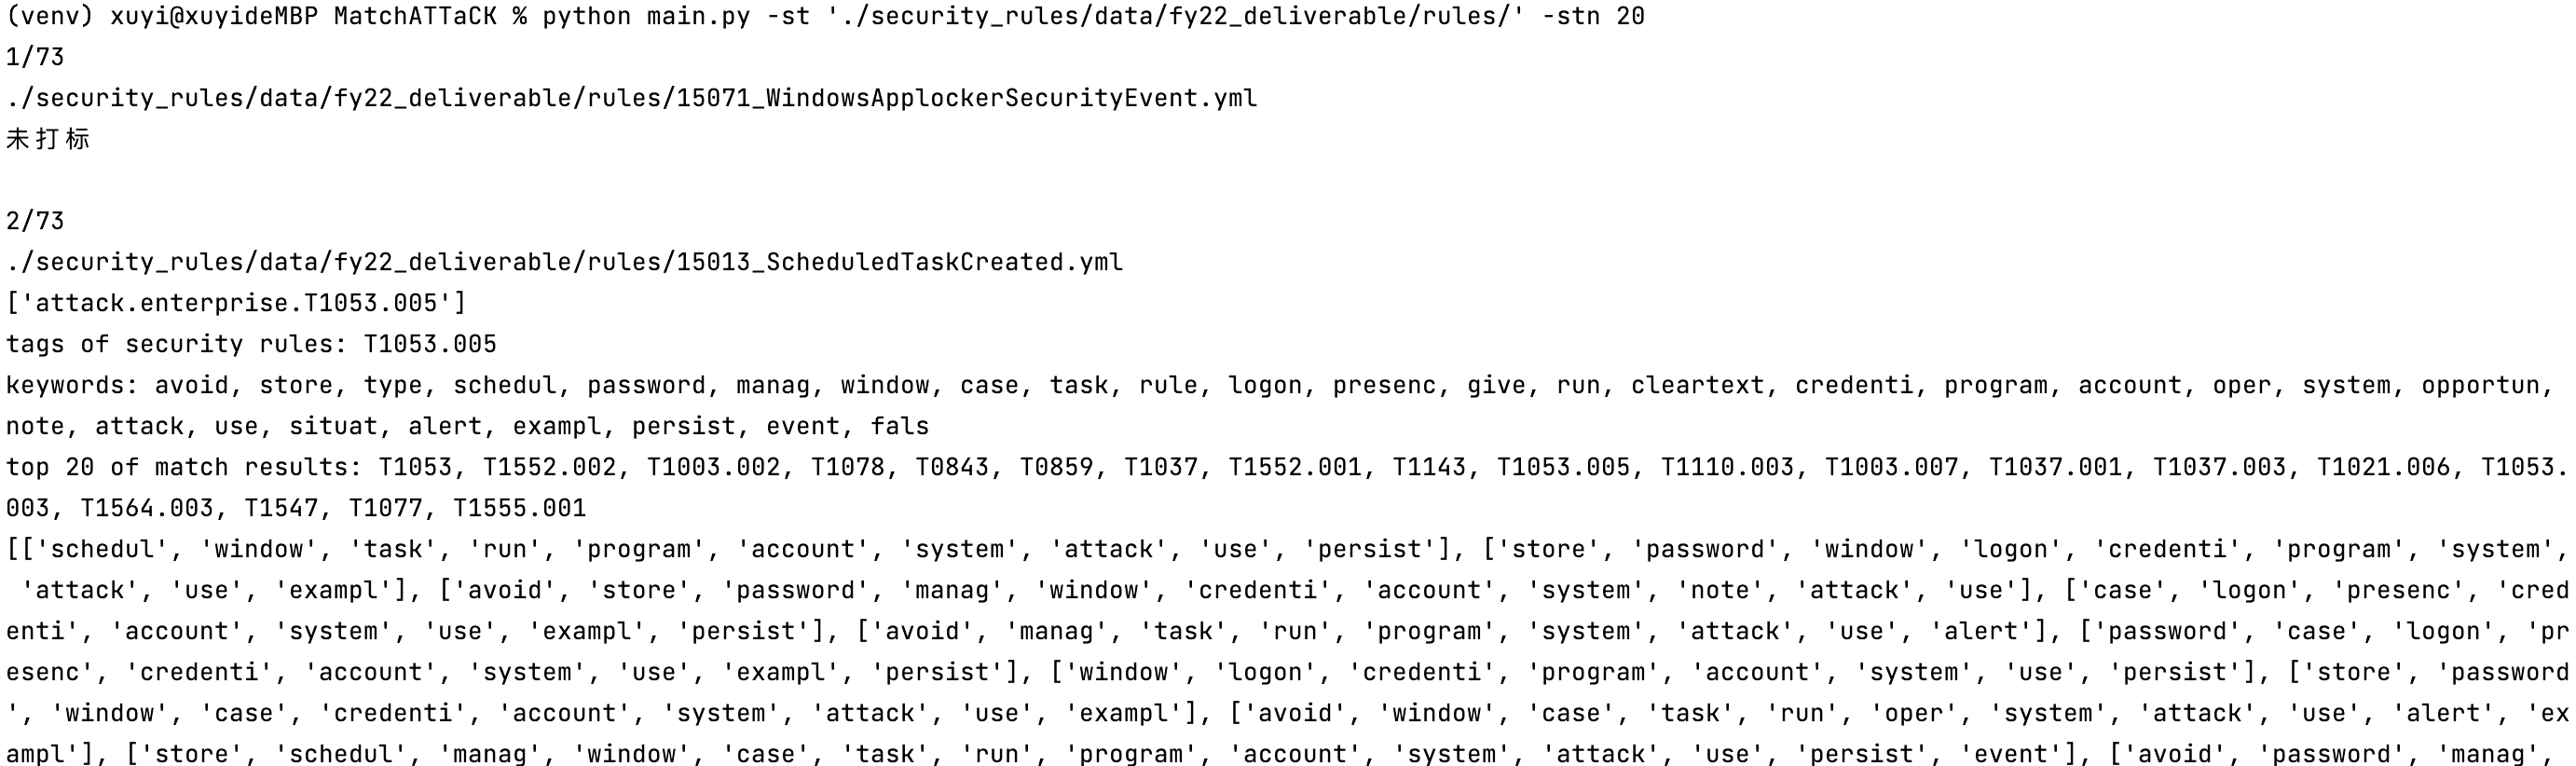 (venv) xuyi@xuyideMBP MatchATTaCK % python main.py -st './security_rules/data/fy22_deliverable/rules/' -stn 20
1/73
./security_rules/data/fy22_deliverable/rules/15071_WindowsApplockerSecurityEvent.yml
未打标
2/73
./security_rules/data/fy22_deliverable/rules/15013_ScheduledTaskCreated.yml
['attack.enterprise.T1053.005']
tags of security rules: T1053.005
keywords: avoid, store, type, schedul, password, manag, window, case, task, rule, logon, presenc, give, run, cleartext, credenti, program, account, oper, system, opportun,
note, attack, use, situat, alert, exampl, persist, event, fals
top 20 of match results: T1053, T1552.002, T1003.002, T1078, T0843, T0859, T1037, T1552.001, T1143, T1053.005, T1110.003, T1003.007, T1037.001, T1037.003, T1021.006, T1053.
003, T1564.003, T1547, T1077, T1555.001
[['schedul', 'window', 'task', 'run', 'program', 'account', 'system', 'attack', 'use', 'persist'], ['store', 'password', 'window', 'logon', 'credenti', 'program', 'system',
 'attack', 'use', 'exampl'], ['avoid', 'store', 'password', 'manag', 'window', 'credenti', 'account', 'system', 'note', 'attack', 'use'], ['case', 'logon', 'presenc', 'cred
enti', 'account', 'system', 'use', 'exampl', 'persist'], ['avoid', 'manag', 'task', 'run', 'program', 'system', 'attack', 'use', 'alert'], ['password', 'case', 'logon', 'pr
esenc', 'credenti', 'account', 'system', 'use', 'exampl', 'persist'], ['window', 'logon', 'credenti', 'program', 'account', 'system', 'use', 'persist'], ['store', 'password
', 'window', 'case', 'credenti', 'account', 'system', 'attack', 'use', 'exampl'], ['avoid', 'window', 'case', 'task', 'run', 'oper', 'system', 'attack', 'use', 'alert', 'ex
ampl'], ['store', 'schedul', 'manag', 'window', 'case', 'task', 'run', 'program', 'account', 'system', 'attack', 'use', 'persist', 'event'], ['avoid', 'password', 'manag',